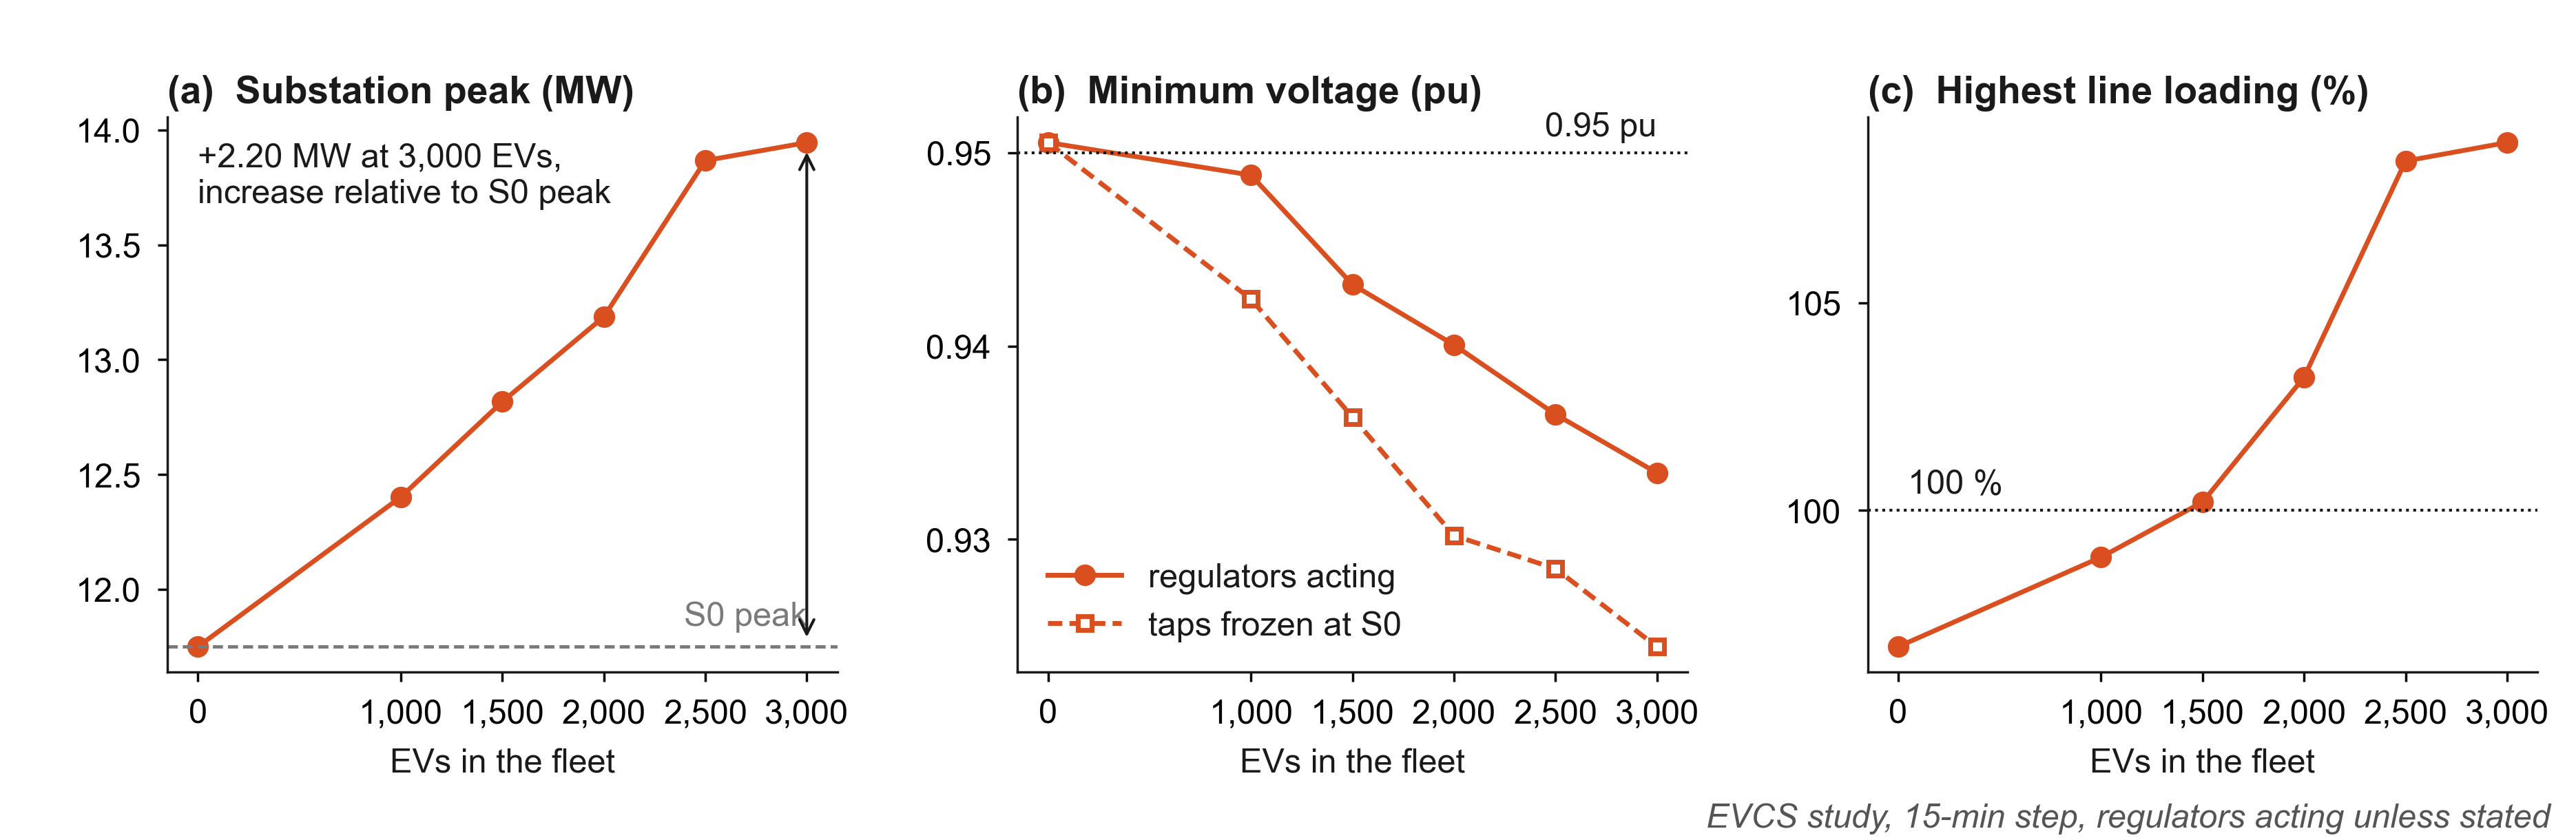 (a)  Substation peak (MW)
14.0
13.5
13.0
12.5
12.0
+2.20 MW at 3,000 EVs,
increase relative to S0 peak
S0 peak
0
1,000
1,500
2,000
2,500
3,000
EVs in the fleet
(b)  Minimum voltage (pu)
0.95 pu
0.95
0.94
0.93
regulators acting
taps frozen at S0
0
1,000
1,500
2,000
2,500
3,000
EVs in the fleet
(c)  Highest line loading (%)
105
100
100 %
0
1,000
1,500
2,000
2,500
3,000
EVs in the fleet
EVCS study, 15-min step, regulators acting unless stated